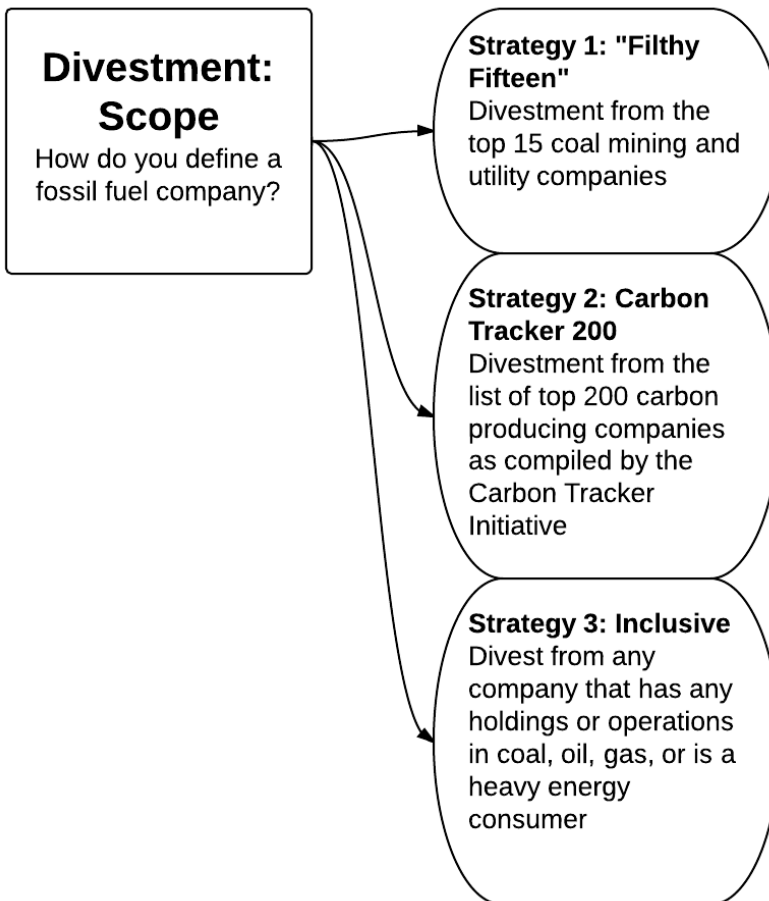 Divestment:
Scope
How do you define a
fossil fuel company?
Strategy 1: "Filthy
Fifteen"
Divestment from the
top 15 coal mining and
utility companies
Strategy 2: Carbon
Tracker 200
Divestment from the
list of top 200 carbon
producing companies
as compiled by the
Carbon Tracker
Initiative
Strategy 3: Inclusive
Divest from any
company that has any
holdings or operations
in coal, oil, gas, or is a
heavy energy
consumer